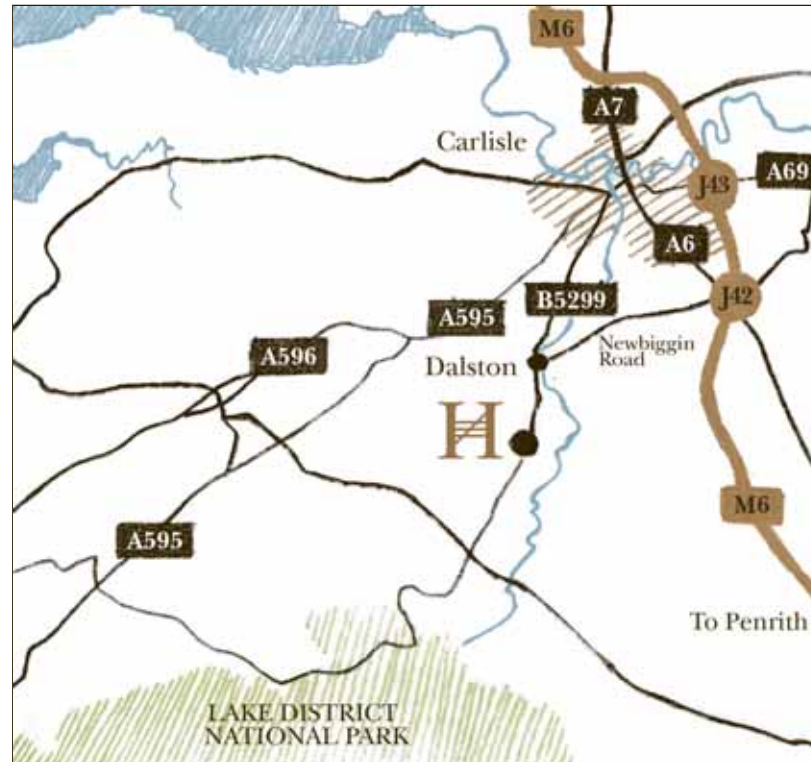 M6
A7
Carlisle
J43
A69
A6
J42
B5299
A595
Newbiggin
Road
A596
Dalston
H
M6
A595
To Penrith
LAKE DISTRICT
NATIONAL PARK